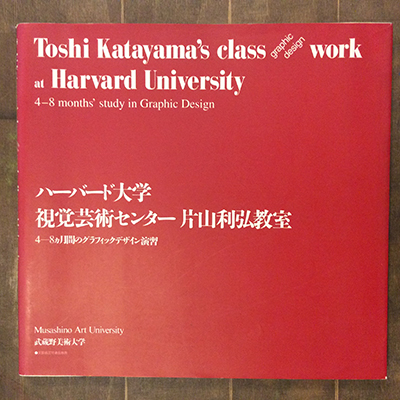 Toshi Katayama's class graphic design work
at Harvard University
4-8 months' study in Graphic Design
ハーバード大学
視覚芸術センター 片山利弘教室
4—8ヵ月間のグラフィックデザイン演習
Musashino Art University
武蔵野美術大学